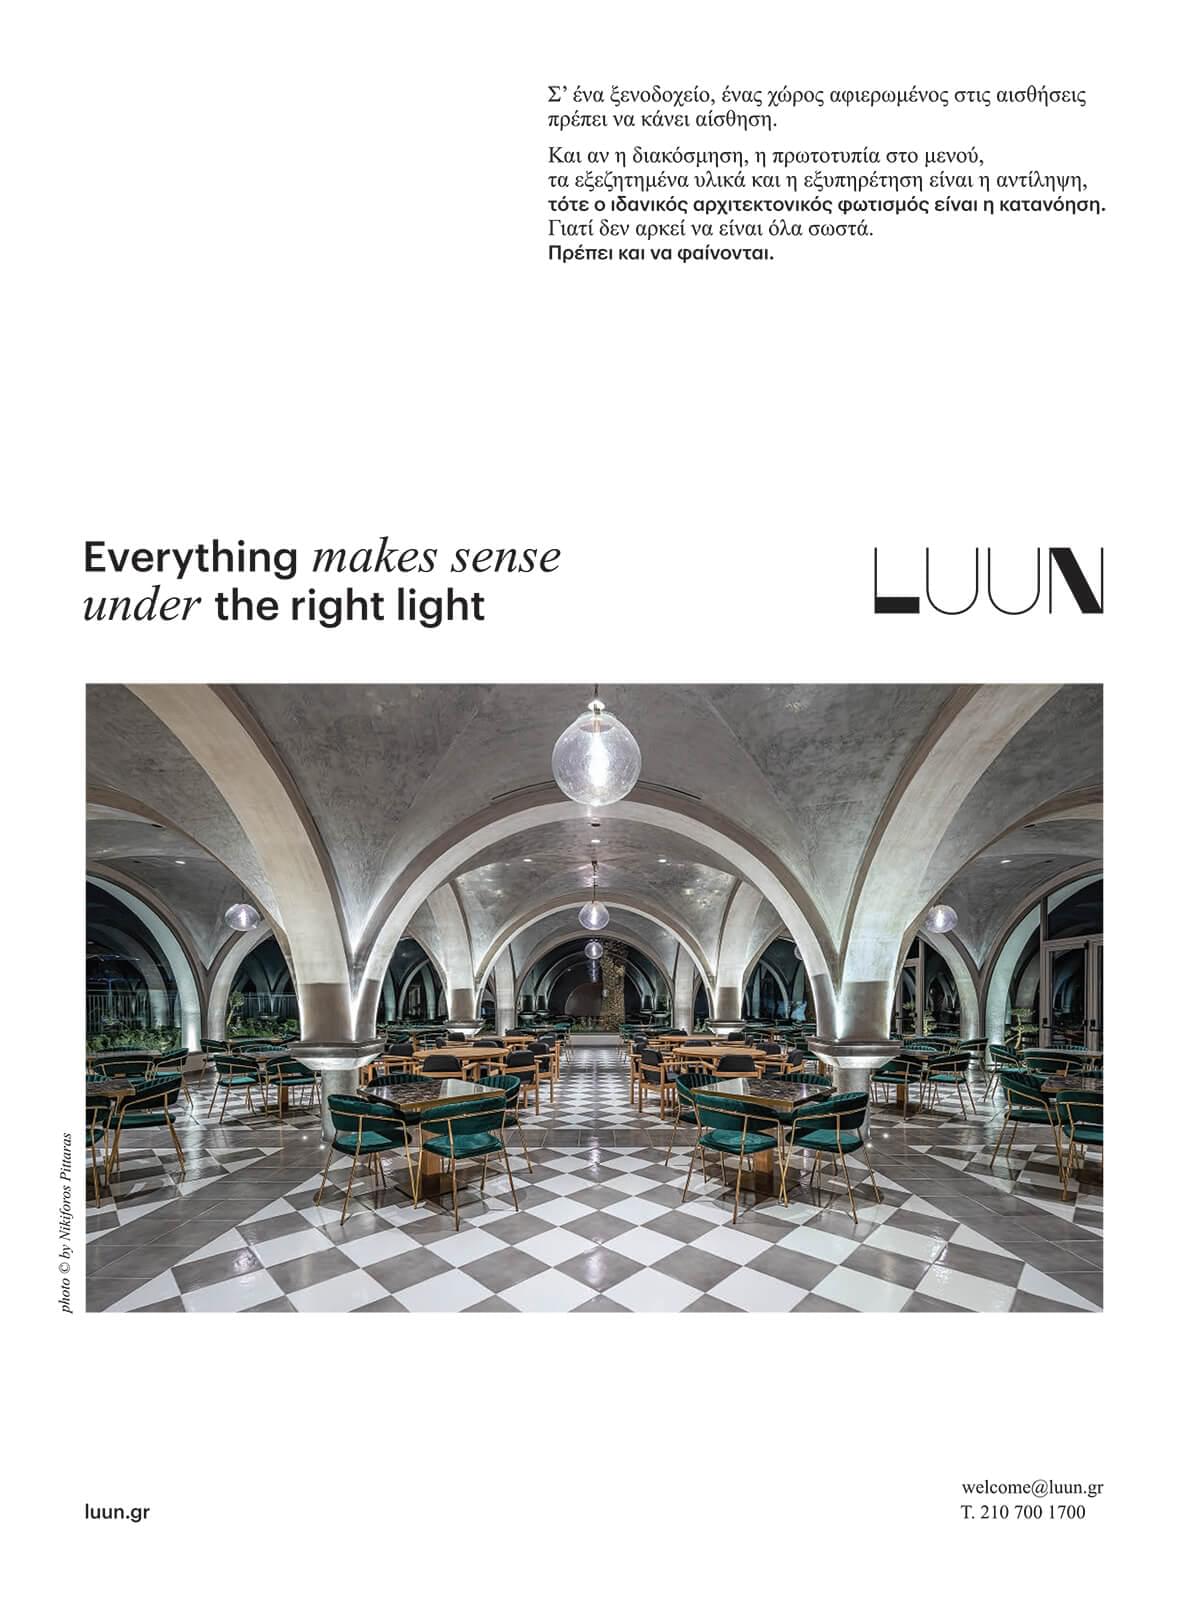 Σ’ ένα ξενοδοχείο, ένας χώρος αφιερωμένος στις αισθήσεις
πρέπει να κάνει αίσθηση.
Και αν η διακόσμηση, η πρωτοτυπία στο μενού,
τα εξεζητημένα υλικά και η εξυπηρέτηση είναι η αντίληψη,
τότε ο ιδανικός αρχιτεκτονικός φωτισμός είναι η κατανόηση.
Γιατί δεν αρκεί να είναι όλα σωστά.
Πρέπει και να φαίνονται.
Everything makes sense
under the right light
LUUN
photo © by Nikiforos Pittaras
luun.gr
welcome@luun.gr
T. 210 700 1700